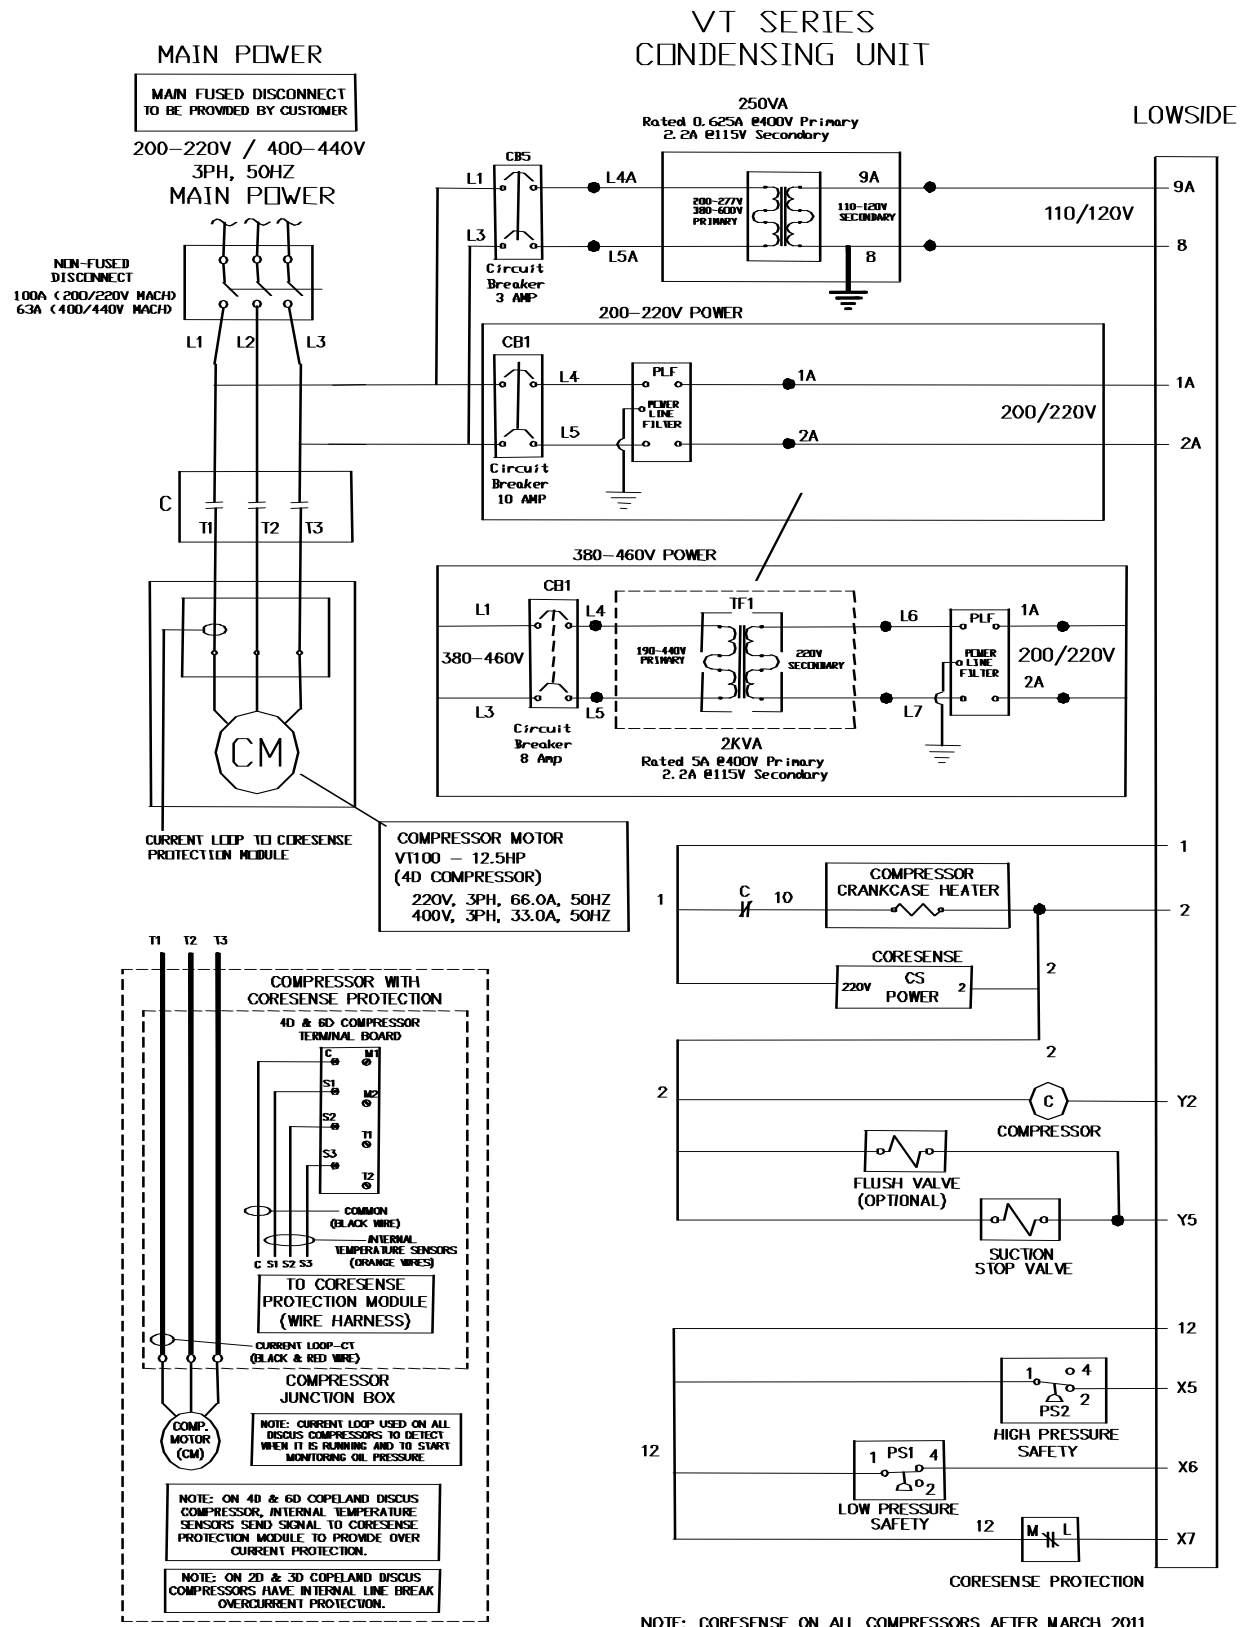 VT SERIES
CONDENSING UNIT
MAIN POWER
MAIN FUSED DISCONNECT
TO BE PROVIDED BY CUSTOMER
200-220V / 400-440V
3PH, 50HZ
MAIN POWER
NON-FUSED
DISCONNECT
100A (200/220V MACH)
63A (400/440V MACH)
L1
L2
L3
C
T1
T2
T3
CM
CURRENT LOOP TO CORESENSE
PROTECTION MODULE
COMPRESSOR MOTOR
VT100 - 12.5HP
(4D COMPRESSOR)
220V, 3PH, 66.0A, 50HZ
400V, 3PH, 33.0A, 50HZ
250VA
Rated 0.625A @400V Primary
2.2A @115V Secondary
LOWSIDE
CB5
L1
L3
Circuit
Breaker
3 AMP
L4A
L5A
200-277V
380-600V
PRIMARY
110-120V
SECONDARY
9A
8
9A
110/120V
8
200-220V POWER
CB1
L4
L5
Circuit
Breaker
10 AMP
PLF
POWER
LINE
FILTER
1A
2A
1A
200/220V
2A
380-460V POWER
L1
380-460V
L3
CB1
L4
L5
Circuit
Breaker
8 Amp
TF1
190-440V
PRIMARY
220V
SECONDARY
2KVA
Rated 5A @400V Primary
2.2A @115V Secondary
L6
L7
PLF
POWER
LINE
FILTER
1A
200/220V
2A
1
1
C
10
COMPRESSOR
CRANKCASE HEATER
2
CORESENSE
220V
CS
POWER
2
2
2
2
C
COMPRESSOR
Y2
FLUSH VALVE
(OPTIONAL)
SUCTION
STOP VALVE
Y5
12
1
4
2
PS2
HIGH PRESSURE
SAFETY
X5
12
1
PS1
4
2
LOW PRESSURE
SAFETY
X6
12
M
L
X7
CORESENSE PROTECTION
NOTE: CORESENSE ON ALL COMPRESSORS AFTER MARCH 2011
T1
T2
T3
COMPRESSOR WITH
CORESENSE PROTECTION
4D & 6D COMPRESSOR
TERMINAL BOARD
C
M1
S1
M2
S2
T1
S3
T2
COMMON
(BLACK WIRE)
INTERNAL
TEMPERATURE SENSORS
(ORANGE WIRES)
C S1 S2 S3
TO CORESENSE
PROTECTION MODULE
(WIRE HARNESS)
CURRENT LOOP-CT
(BLACK & RED WIRE)
COMPRESSOR
JUNCTION BOX
COMP.
MOTOR
(CM)
NOTE: CURRENT LOOP USED ON ALL
DISCUS COMPRESSORS TO DETECT
WHEN IT IS RUNNING AND TO START
MONITORING OIL PRESSURE
NOTE: ON 4D & 6D COPELAND DISCUS
COMPRESSOR, INTERNAL TEMPERATURE
SENSORS SEND SIGNAL TO CORESENSE
PROTECTION MODULE TO PROVIDE OVER
CURRENT PROTECTION.
NOTE: ON 2D & 3D COPELAND DISCUS
COMPRESSORS HAVE INTERNAL LINE BREAK
OVERCURRENT PROTECTION.